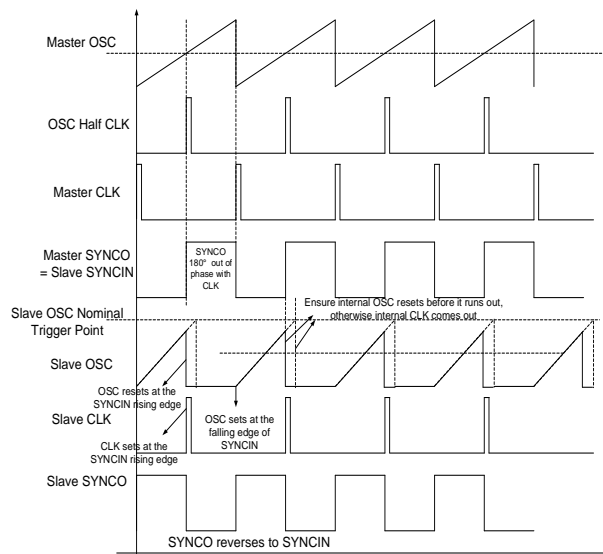 Master OSC
OSC Half CLK
Master CLK
Master SYNCO
= Slave SYNCIN
SYNCO
180° out of
phase with
CLK
Slave OSC Nominal
Trigger Point
Ensure internal OSC resets before it runs out,
otherwise internal CLK comes out
Slave OSC
OSC resets at the
SYNCIN rising edge
Slave CLK
OSC sets at the
falling edge of
SYNCIN
CLK sets at the
SYNCIN rising edge
Slave SYNCO
SYNCO reverses to SYNCIN